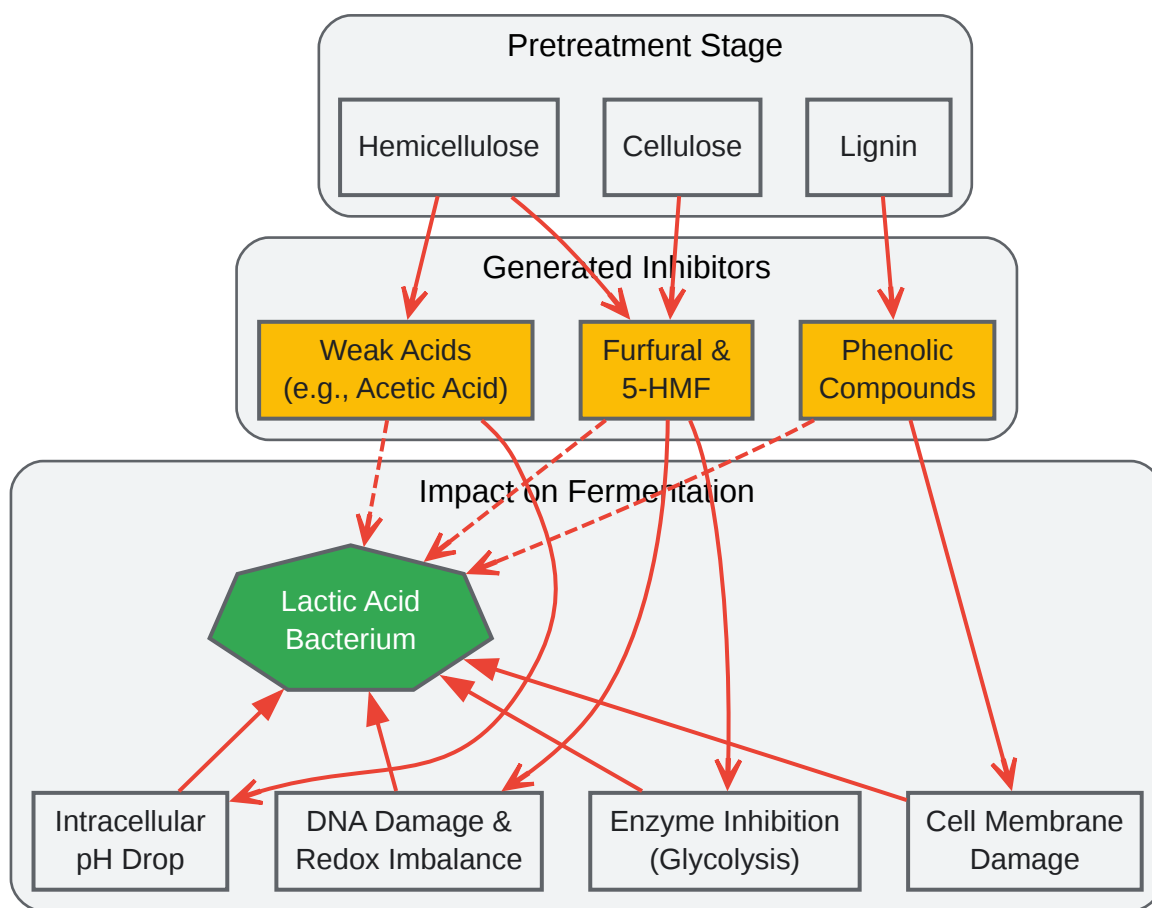 Pretreatment Stage
Hemicellulose
Cellulose
Lignin
Generated Inhibitors
Weak Acids
(e.g., Acetic Acid)
Furfural &
5-HMF
Phenolic
Compounds
Impact on Fermentation
Lactic Acid
Bacterium
Intracellular
pH Drop
DNA Damage &
Redox Imbalance
Enzyme Inhibition
(Glycolysis)
Cell Membrane
Damage